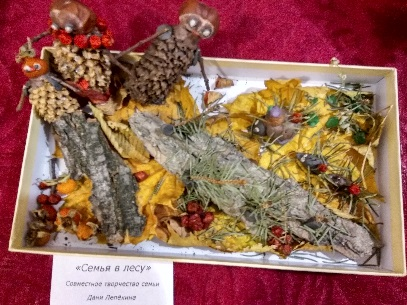 «Семья в лесу»
Совместное творчество семьи
Дани Лепёхина